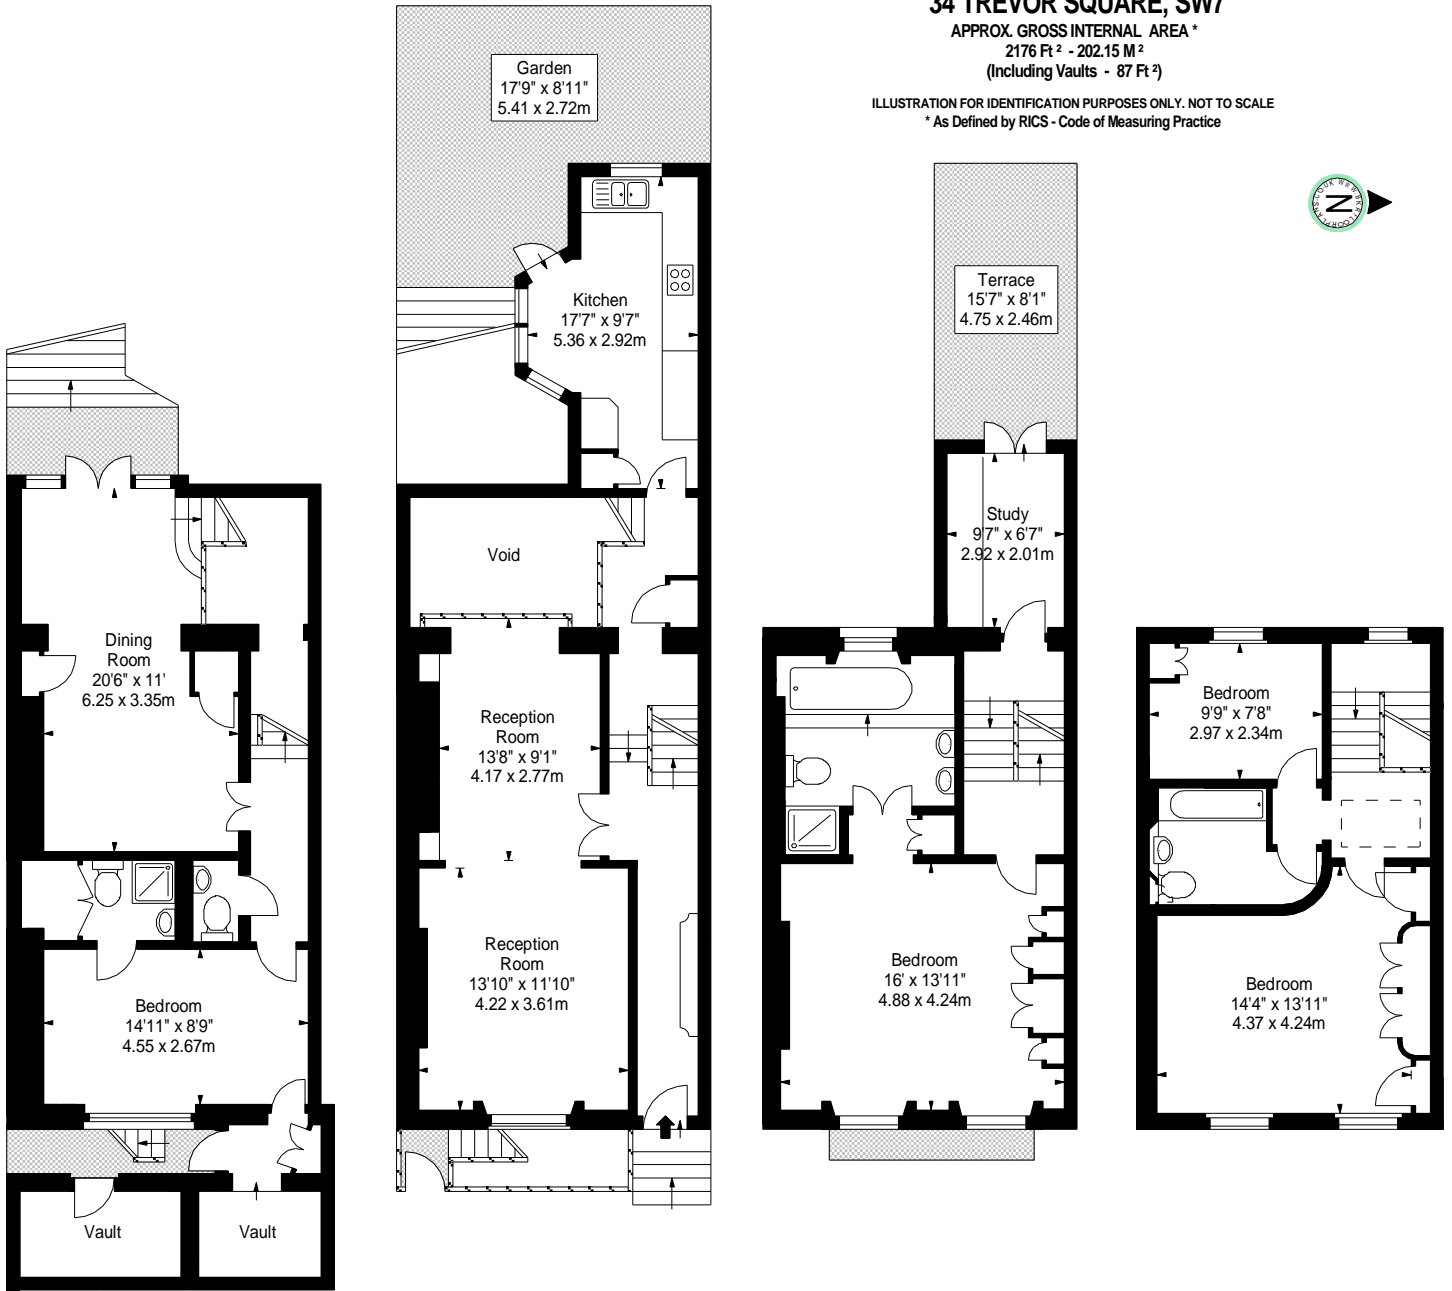 34 TREVOR SQUARE, SW7
APPROX. GROSS INTERNAL AREA *
2176 Ft ² - 202.15 M ²
(Including Vaults - 87 Ft ²)
ILLUSTRATION FOR IDENTIFICATION PURPOSES ONLY. NOT TO SCALE
* As Defined by RICS - Code of Measuring Practice
N
Garden
17'9" x 8'11"
5.41 x 2.72m
Kitchen
17'7" x 9'7"
5.36 x 2.92m
Terrace
15'7" x 8'1"
4.75 x 2.46m
Study
9'7" x 6'7"
2.92 x 2.01m
Void
Dining
Room
20'6" x 11'
6.25 x 3.35m
Reception
Room
13'8" x 9'1"
4.17 x 2.77m
Bedroom
9'9" x 7'8"
2.97 x 2.34m
Reception
Room
13'10" x 11'10"
4.22 x 3.61m
Bedroom
16' x 13'11"
4.88 x 4.24m
Bedroom
14'4" x 13'11"
4.37 x 4.24m
Bedroom
14'11" x 8'9"
4.55 x 2.67m
Vault
Vault